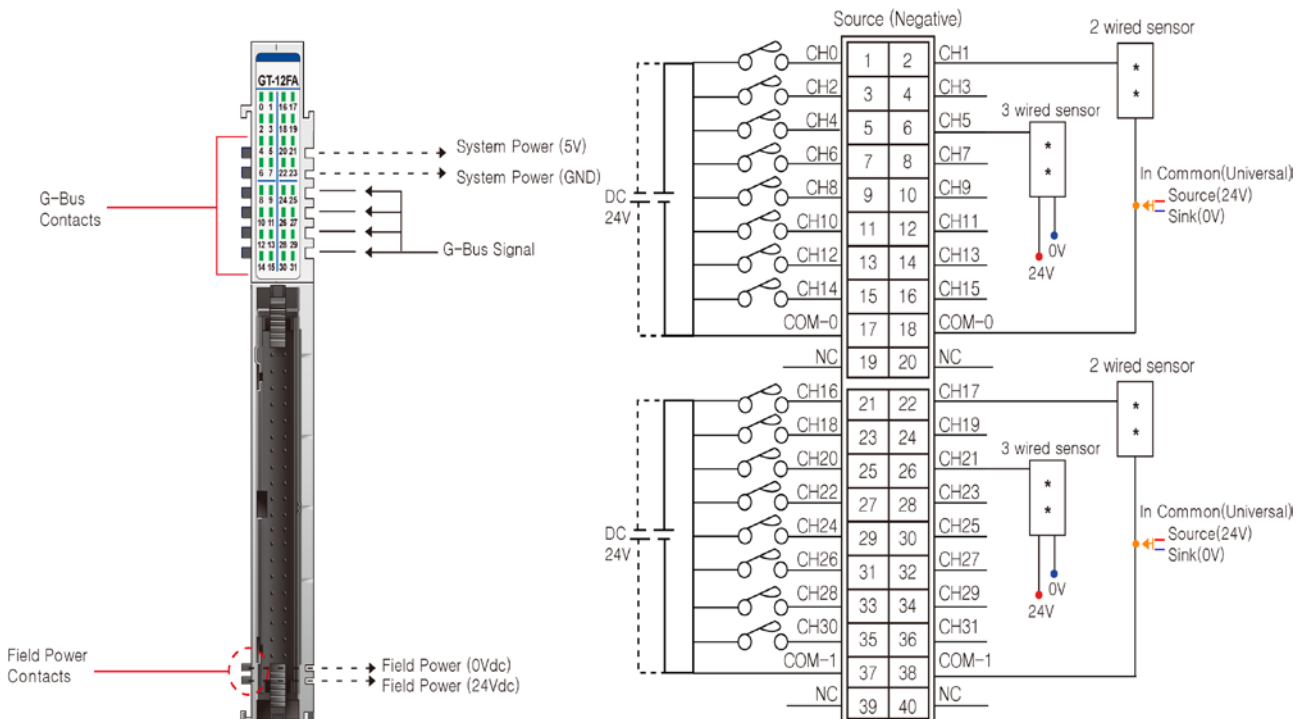 GT-12FA
0 1 16 17
2 3 18 19
4 5 20 21
6 7 22 23
8 9 24 25
10 11 26 27
12 13 28 29
14 15 30 31
G-Bus
Contacts
System Power (5V)
System Power (GND)
G-Bus Signal
Field Power
Contacts
Field Power (0Vdc)
Field Power (24Vdc)
Source (Negative)
CH0 1 2 CH1
CH2 3 4 CH3
CH4 5 6 CH5
CH6 7 8 CH7
CH8 9 10 CH9
CH10 11 12 CH11
CH12 13 14 CH13
CH14 15 16 CH15
COM-0 17 18 COM-0
NC 19 20 NC
DC
24V
2 wired sensor
* *
3 wired sensor
* *
24V
0V
In Common(Universal)
Source(24V)
Sink(0V)
CH16 21 22 CH17
CH18 23 24 CH19
CH20 25 26 CH21
CH22 27 28 CH23
CH24 29 30 CH25
CH26 31 32 CH27
CH28 33 34 CH29
CH30 35 36 CH31
COM-1 37 38 COM-1
NC 39 40 NC
DC
24V
2 wired sensor
* *
3 wired sensor
* *
24V
0V
In Common(Universal)
Source(24V)
Sink(0V)